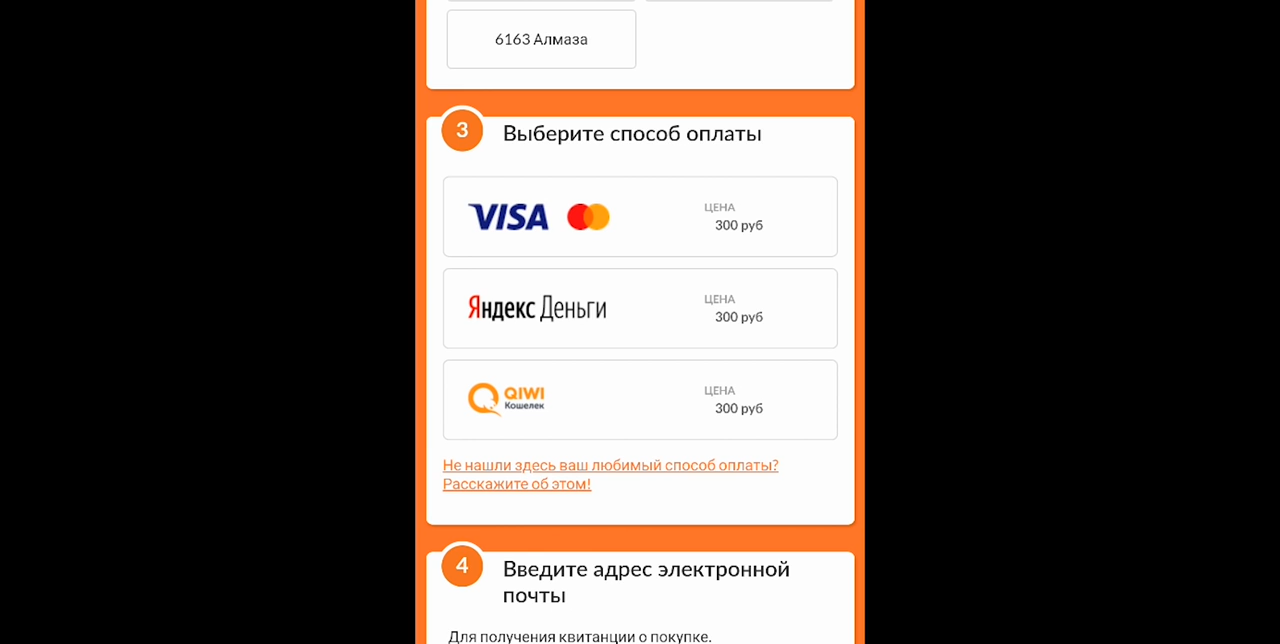 6163 Алмаза
3
Выберите способ оплаты
VISA
ЦЕНА
300 руб
Яндекс Деньги
ЦЕНА
300 руб
QIWI
Кошелек
ЦЕНА
300 руб
Не нашли здесь ваш любимый способ оплаты?
Расскажите об этом!
4
Введите адрес электронной
почты
Для получения квитанции о покупке.